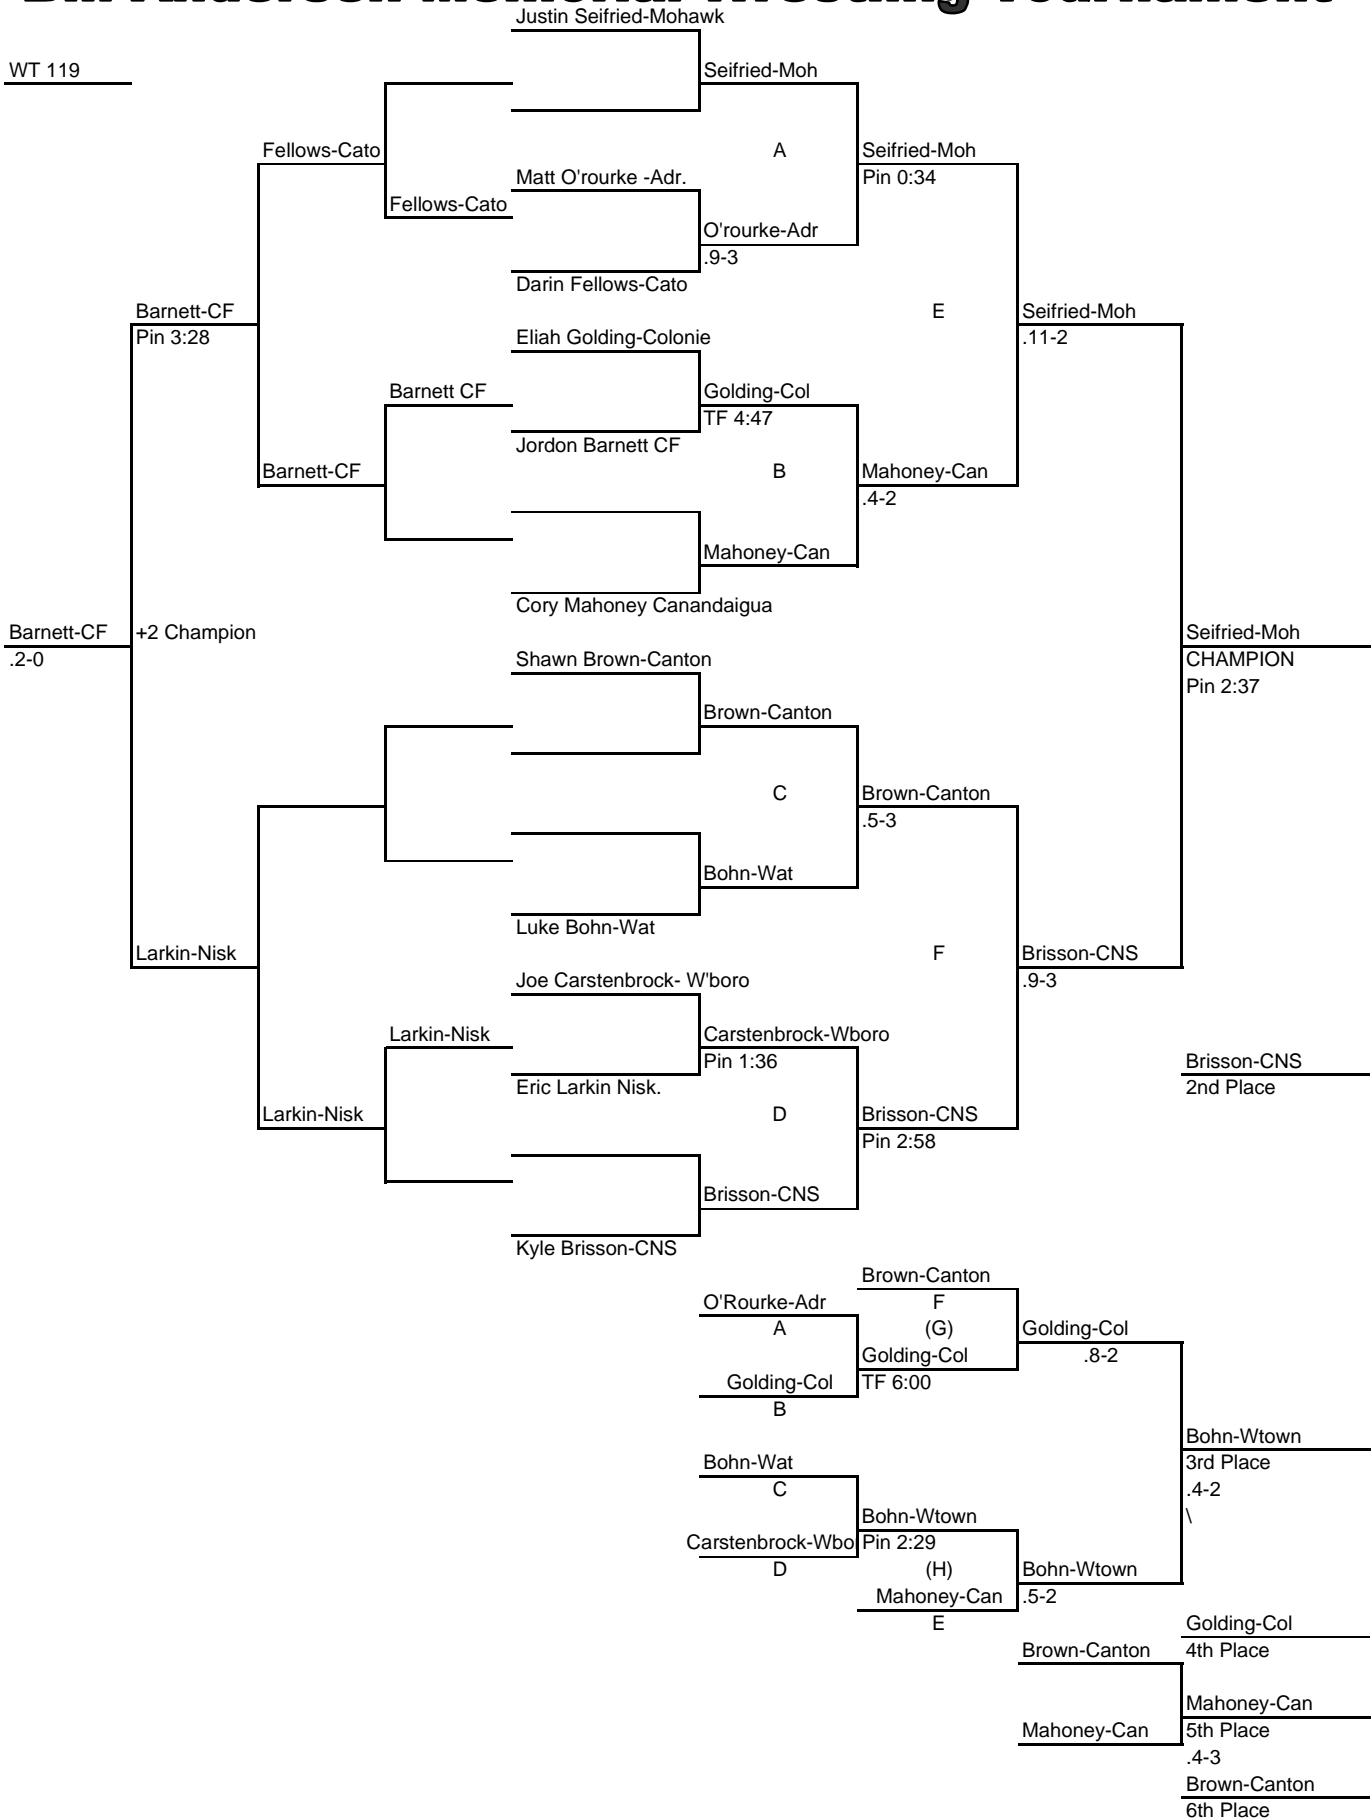 Bill Anderson Memorial Wrestling Tournament
Justin Seifried-Mohawk
WT 119
Seifried-Moh
Fellows-Cato
A
Seifried-Moh
Matt O'rourke -Adr.
Pin 0:34
Fellows-Cato
O'rourke-Adr
.9-3
Darin Fellows-Cato
Barnett-CF
E
Seifried-Moh
Pin 3:28
Eliah Golding-Colonie
.11-2
Barnett CF
Golding-Col
TF 4:47
Jordon Barnett CF
Barnett-CF
B
Mahoney-Can
.4-2
Mahoney-Can
Cory Mahoney Canandaigua
Barnett-CF
+2 Champion
Seifried-Moh
.2-0
Shawn Brown-Canton
CHAMPION
Pin 2:37
Brown-Canton
C
Brown-Canton
.5-3
Bohn-Wat
Luke Bohn-Wat
Larkin-Nisk
F
Brisson-CNS
Joe Carstenbrock- W'boro
.9-3
Larkin-Nisk
Carstenbrock-Wboro
Pin 1:36
Brisson-CNS
Eric Larkin Nisk.
2nd Place
Larkin-Nisk
D
Brisson-CNS
Pin 2:58
Brisson-CNS
Kyle Brisson-CNS
Brown-Canton
O'Rourke-Adr
F
A
(G)
Golding-Col
Golding-Col
.8-2
Golding-Col
TF 6:00
B
Bohn-Wtown
Bohn-Wat
3rd Place
C
.4-2
Bohn-Wtown
\
Carstenbrock-Wbo
Pin 2:29
D
(H)
Bohn-Wtown
Mahoney-Can
.5-2
E
Golding-Col
Brown-Canton
4th Place
Mahoney-Can
Mahoney-Can
5th Place
.4-3
Brown-Canton
6th Place